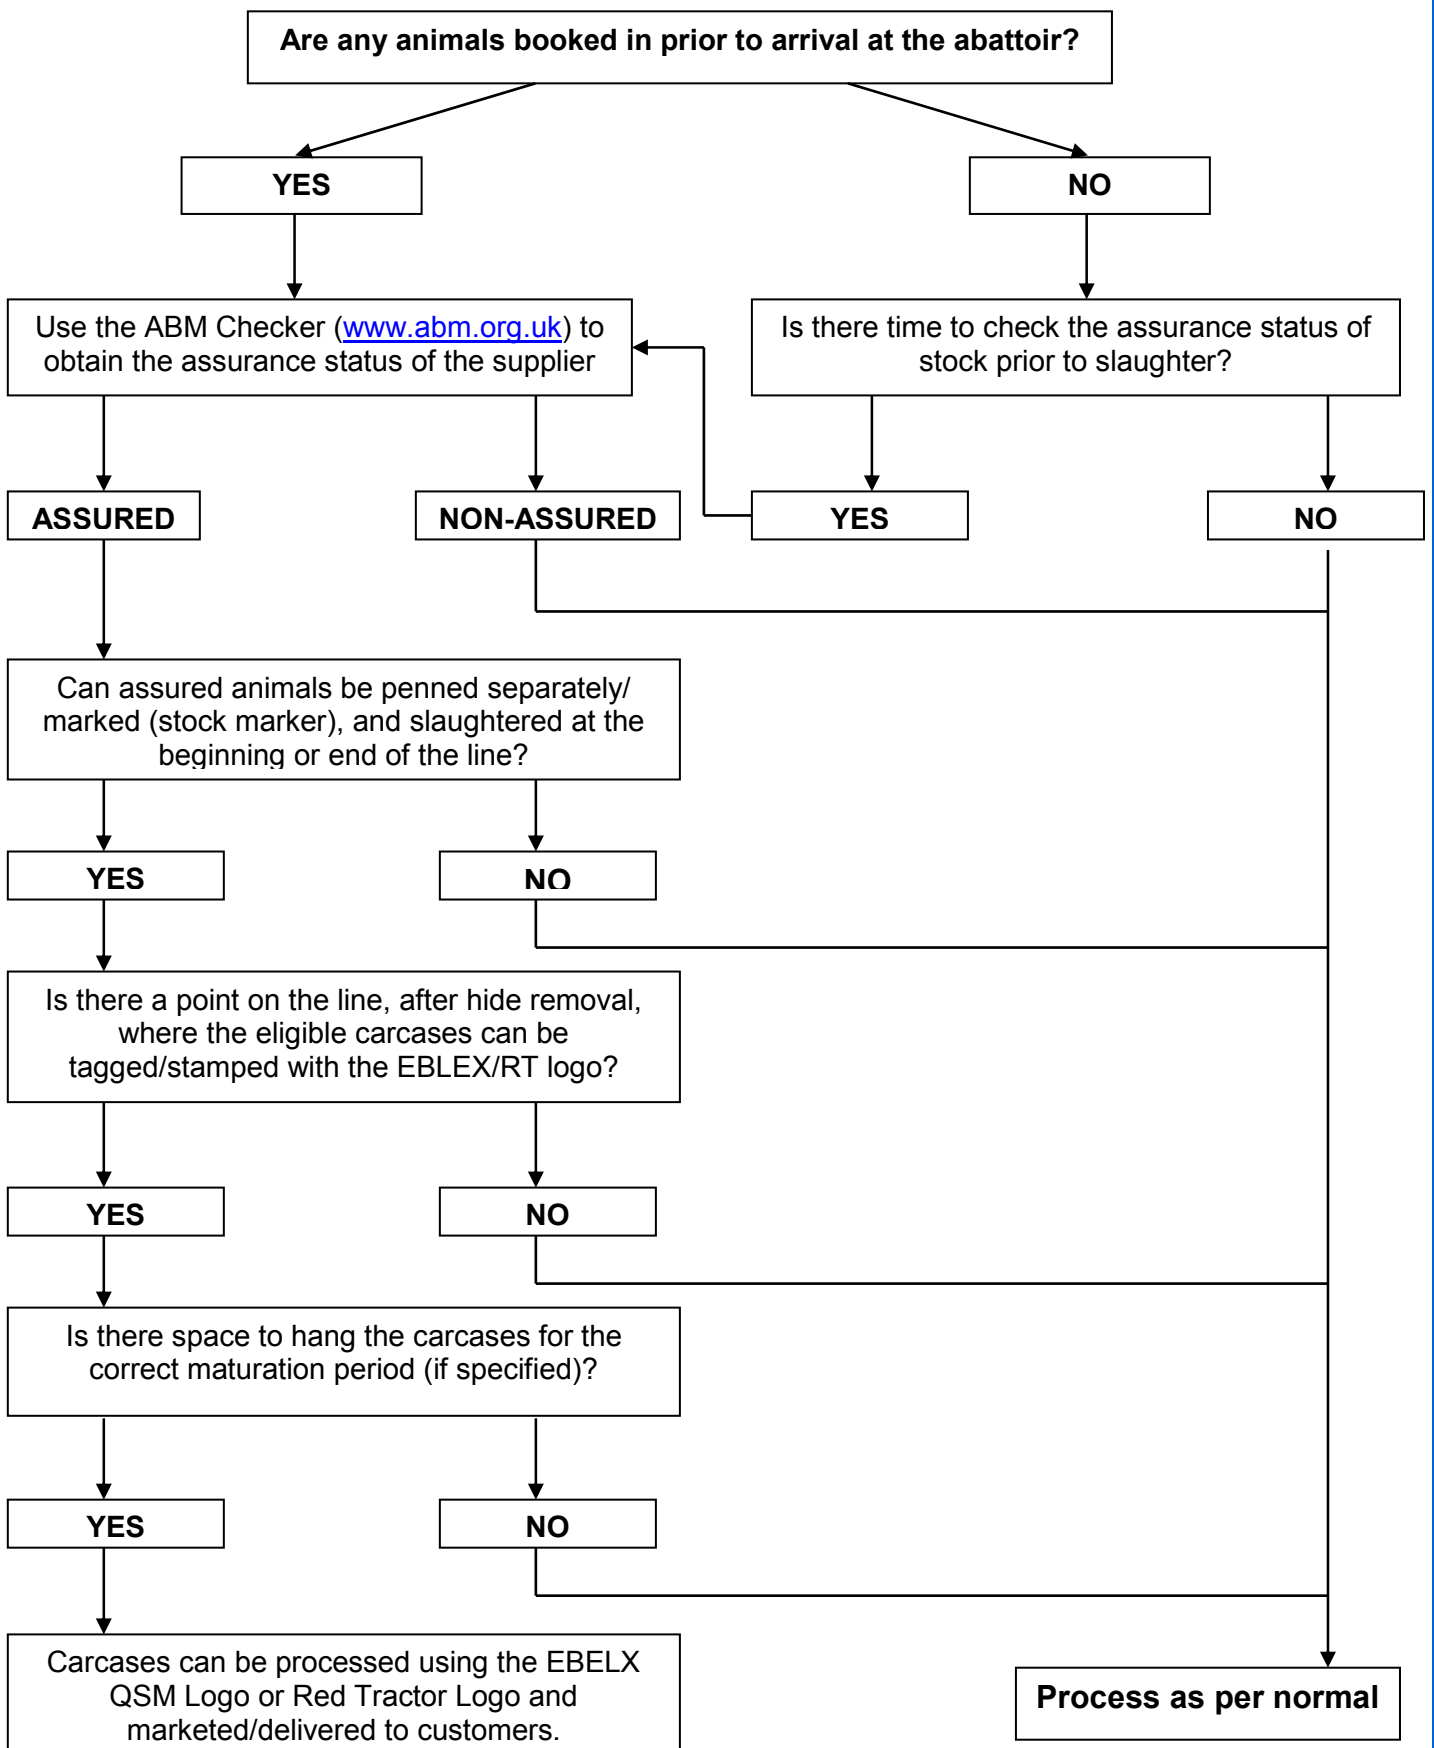 Are any animals booked in prior to arrival at the abattoir?
YES
NO
Use the ABM Checker (www.abm.org.uk) to
obtain the assurance status of the supplier
Is there time to check the assurance status of
stock prior to slaughter?
ASSURED
NON-ASSURED
YES
NO
Can assured animals be penned separately/
marked (stock marker), and slaughtered at the
beginning or end of the line?
YES
NO
Is there a point on the line, after hide removal,
where the eligible carcases can be
tagged/stamped with the EBLEX/RT logo?
YES
NO
Is there space to hang the carcases for the
correct maturation period (if specified)?
YES
NO
Carcases can be processed using the EBELX
QSM Logo or Red Tractor Logo and
marketed/delivered to customers.
Process as per normal